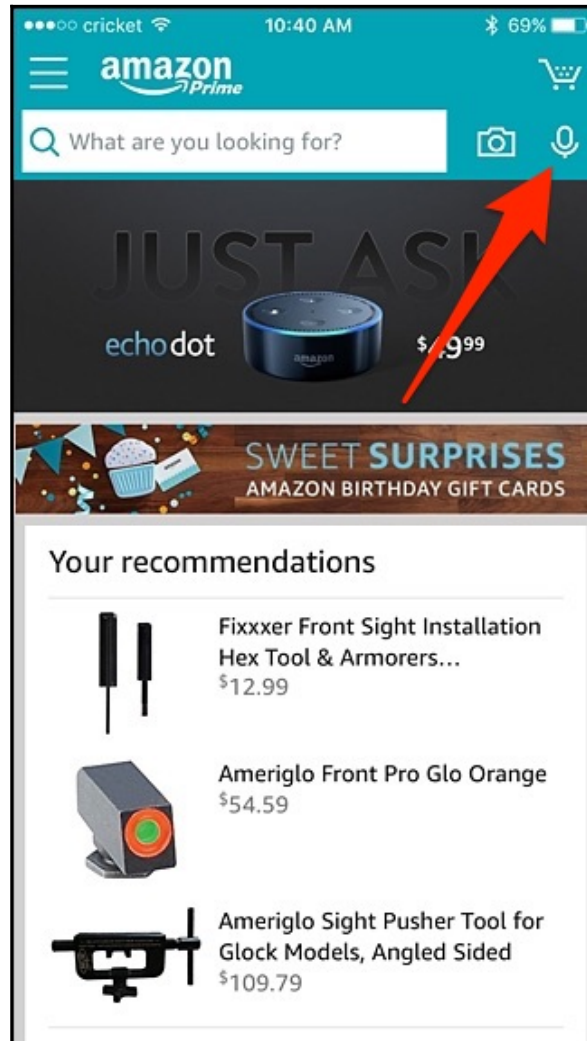 cricket 10:40 AM 69%
amazon
Prime
What are you looking for?
JUST ASK
echo dot
amazon
$49.99
SWEET SURPRISES
AMAZON BIRTHDAY GIFT CARDS
Your recommendations
Fixxxer Front Sight Installation
Hex Tool & Armorers...
$12.99
Ameriglo Front Pro Glo Orange
$54.59
Ameriglo Sight Pusher Tool for
Glock Models, Angled Sided
$109.79